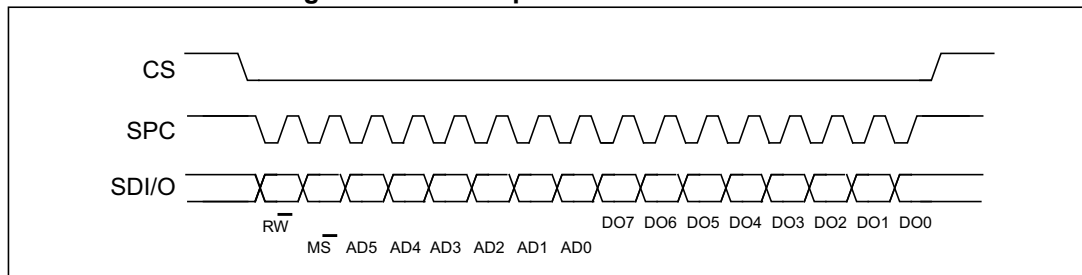 CS
SPC
SDI/O
RW
DO7 DO6 DO5 DO4 DO3 DO2 DO1 DO0
MS AD5 AD4 AD3 AD2 AD1 AD0